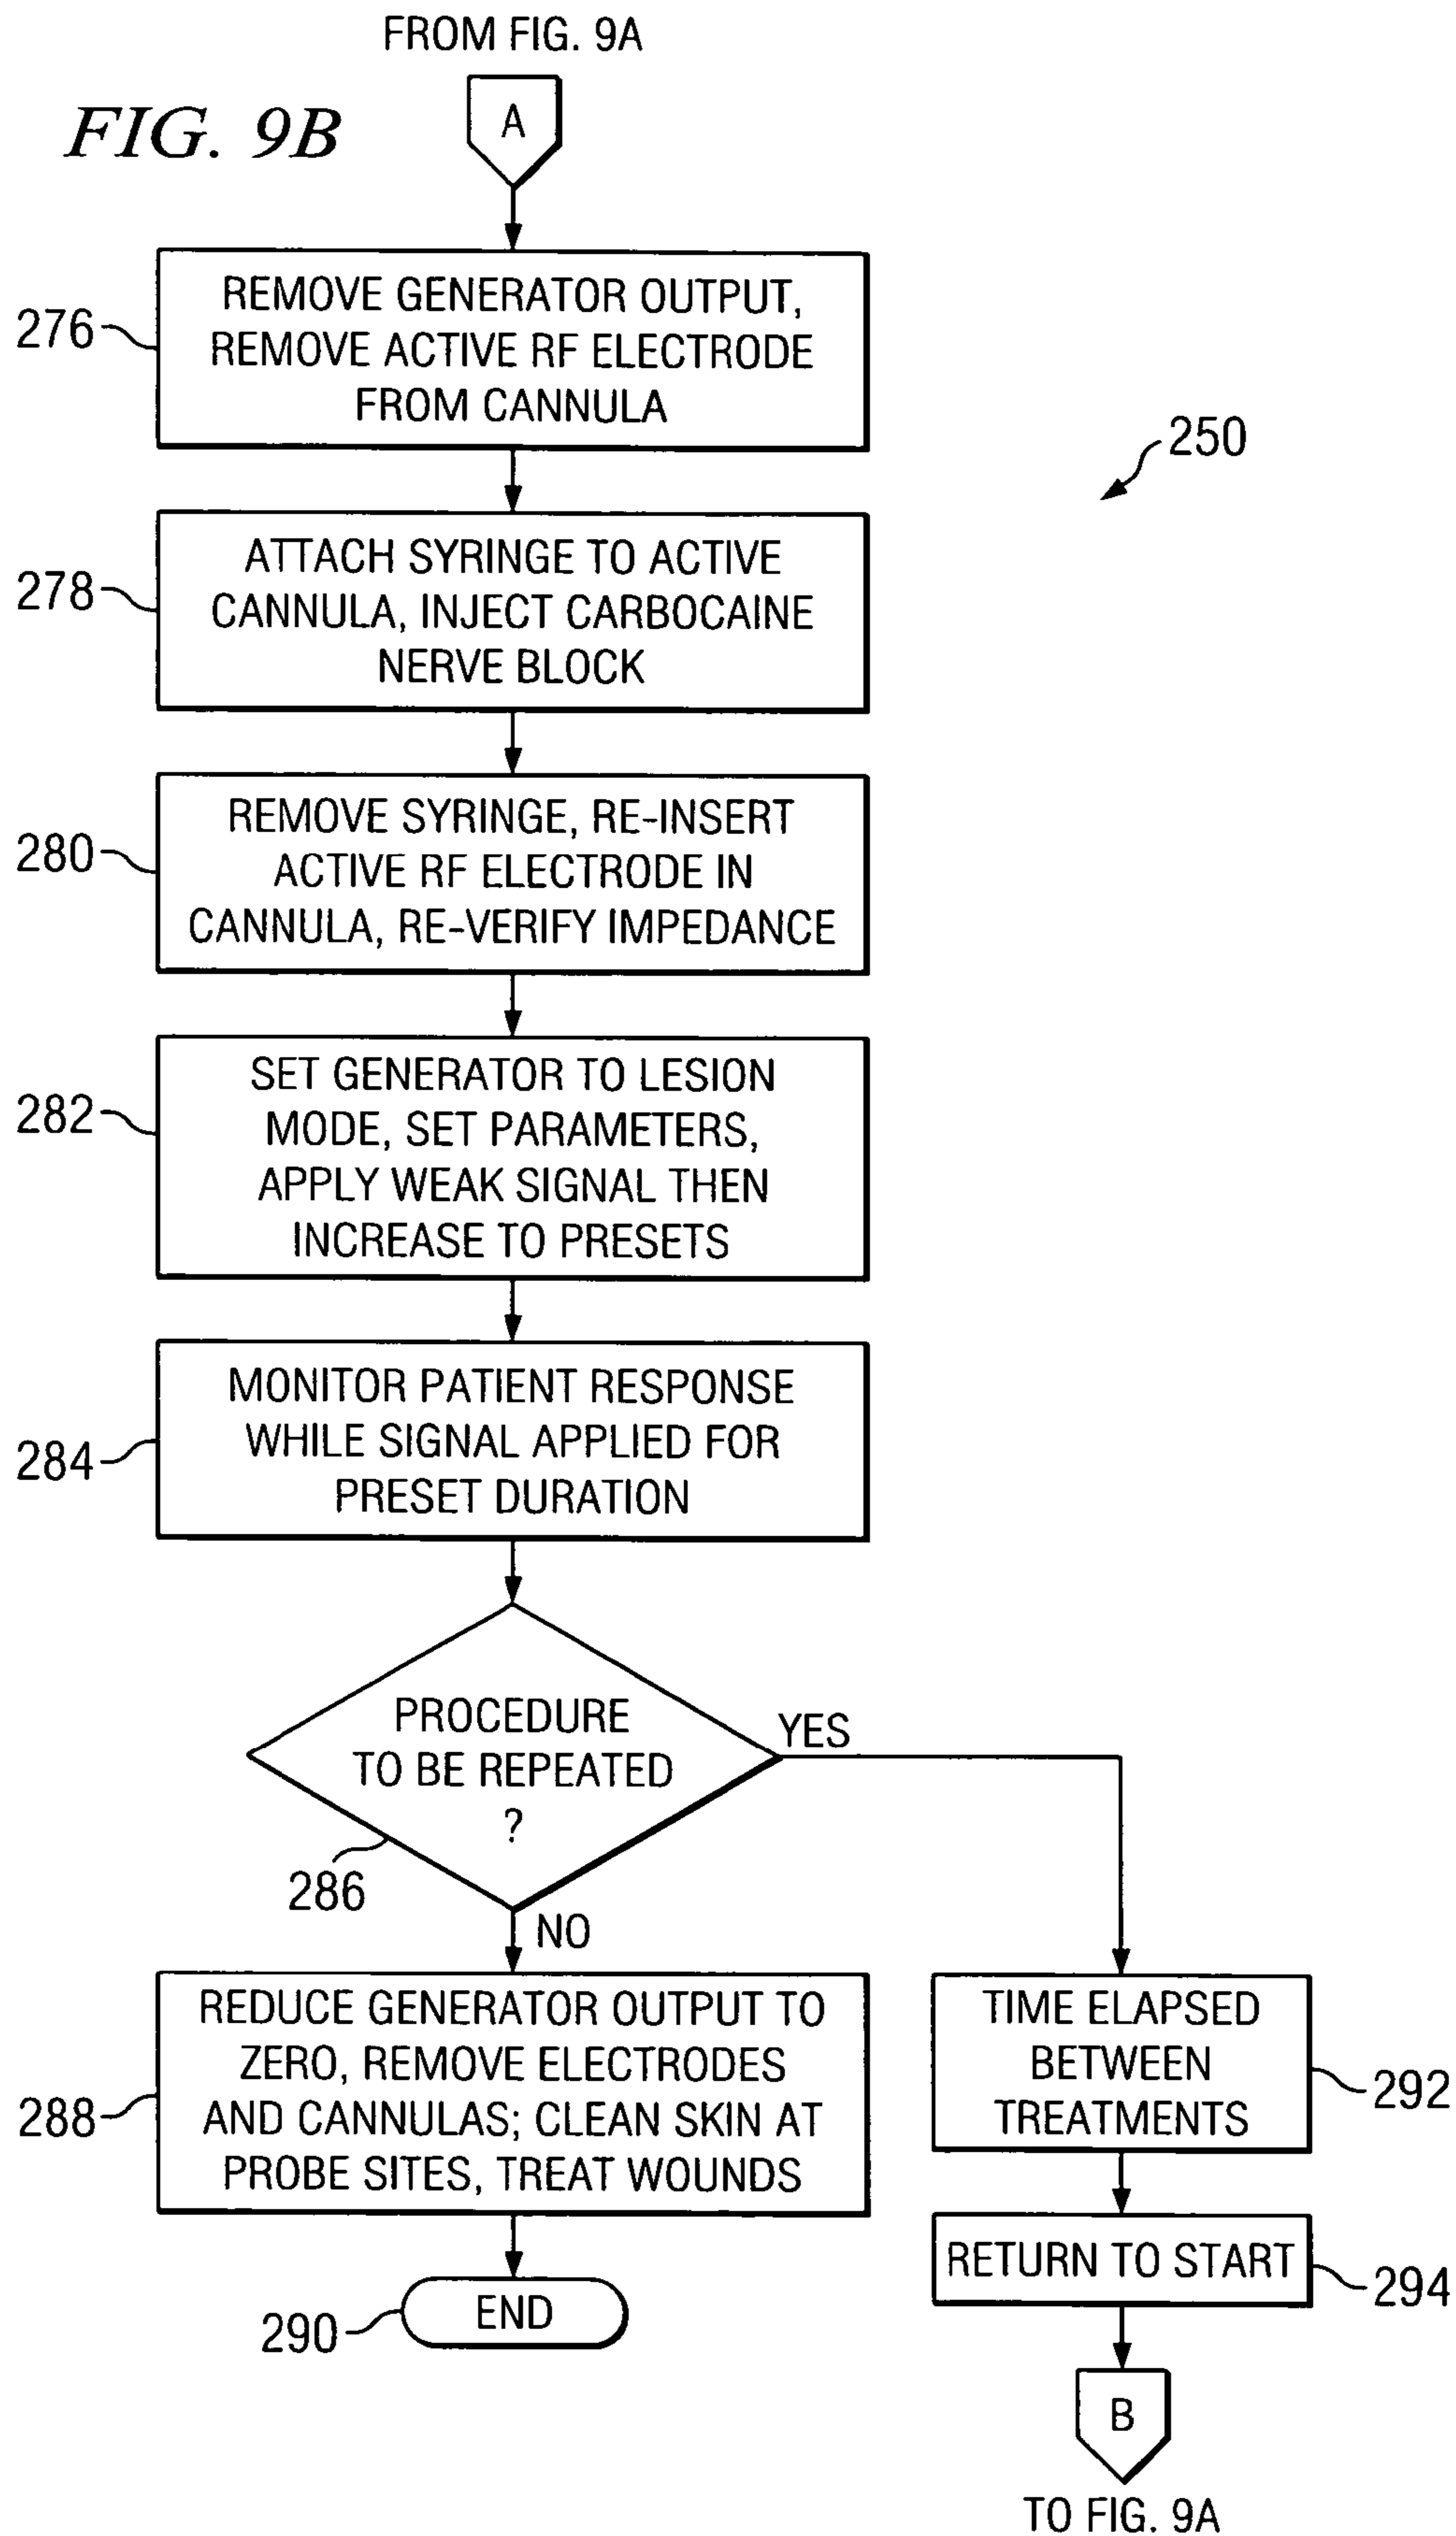 FROM FIG. 9A
FIG. 9B
A
276
REMOVE GENERATOR OUTPUT,
REMOVE ACTIVE RF ELECTRODE
FROM CANNULA
250
278
ATTACH SYRINGE TO ACTIVE
CANNULA, INJECT CARBOCAINE
NERVE BLOCK
280
REMOVE SYRINGE, RE-INSERT
ACTIVE RF ELECTRODE IN
CANNULA, RE-VERIFY IMPEDANCE
282
SET GENERATOR TO LESION
MODE, SET PARAMETERS,
APPLY WEAK SIGNAL THEN
INCREASE TO PRESETS
284
MONITOR PATIENT RESPONSE
WHILE SIGNAL APPLIED FOR
PRESET DURATION
PROCEDURE
TO BE REPEATED
?
YES
286
NO
288
REDUCE GENERATOR OUTPUT TO
ZERO, REMOVE ELECTRODES
AND CANNULAS; CLEAN SKIN AT
PROBE SITES, TREAT WOUNDS
TIME ELAPSED
BETWEEN
TREATMENTS
292
RETURN TO START
294
290
END
B
TO FIG. 9A